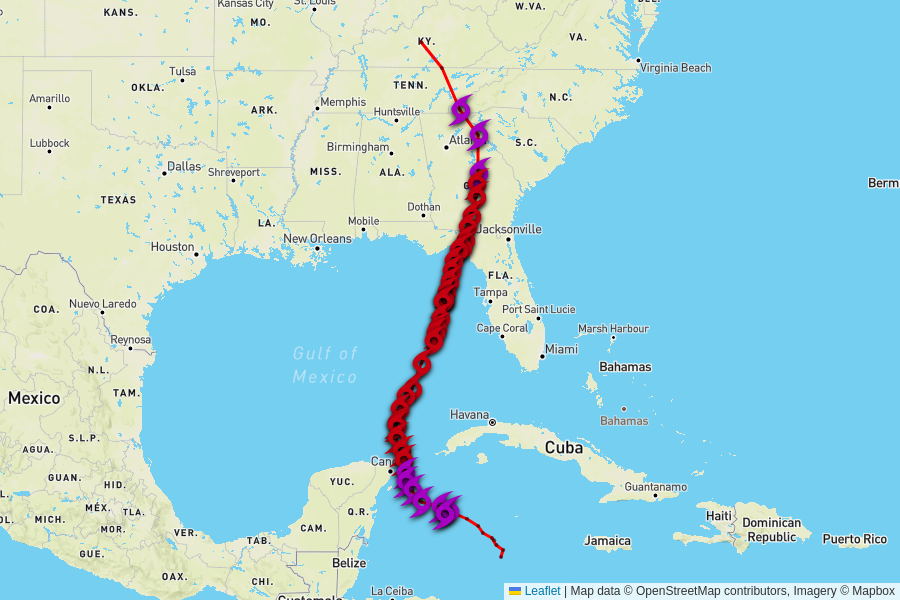 KANS.
Kansas City
St. Louis
MO.
W.VA.
DEL.
KY.
VA.
Virginia Beach
Tulsa
OKLA.
Amarillo
TENN.
N.C.
Memphis
Huntsville
ARK.
Lubbock
Birmingham
S.C.
Dallas
Shreveport
MISS.
ALA.
Berm
TEXAS
Dothan
LA.
Mobile
Jacksonville
New Orleans
Houston
FLA.
Tampa
COA.
Nuevo Laredo
Port Saint Lucie
Cape Coral
Marsh Harbour
Reynosa
Miami
Gulf of
Mexico
N.L.
Bahamas
Mexico
TAM.
Havana
Bahamas
S.L.P.
Cuba
AGUA.
GUAN.
HID.
YUC.
Guantanamo
MÉX.
TLA.
Q.R.
MICH.
MOR.
Haiti
Dominican
Republic
VER.
CAM.
Jamaica
Puerto Rico
GUE.
TAB.
Belize
OAX.
CHI.
La Ceiba
Leaflet | Map data © OpenStreetMap contributors, Imagery © Mapbox